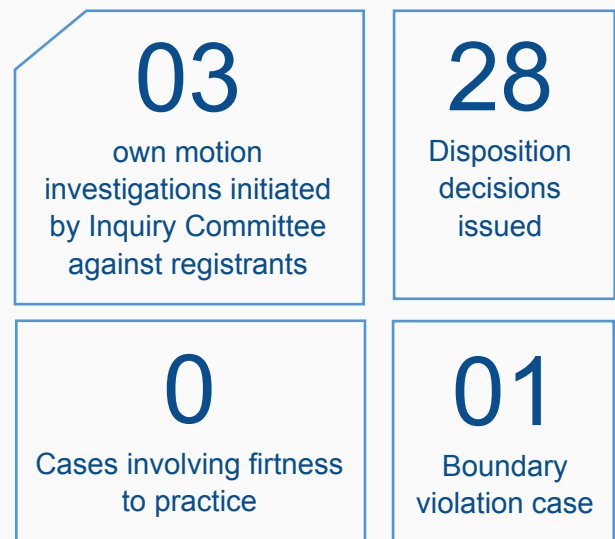 03
own motion
investigations initiated
by Inquiry Committee
against registrants
28
Disposition
decisions
issued
0
Cases involving firtness
to practice
01
Boundary
violation case